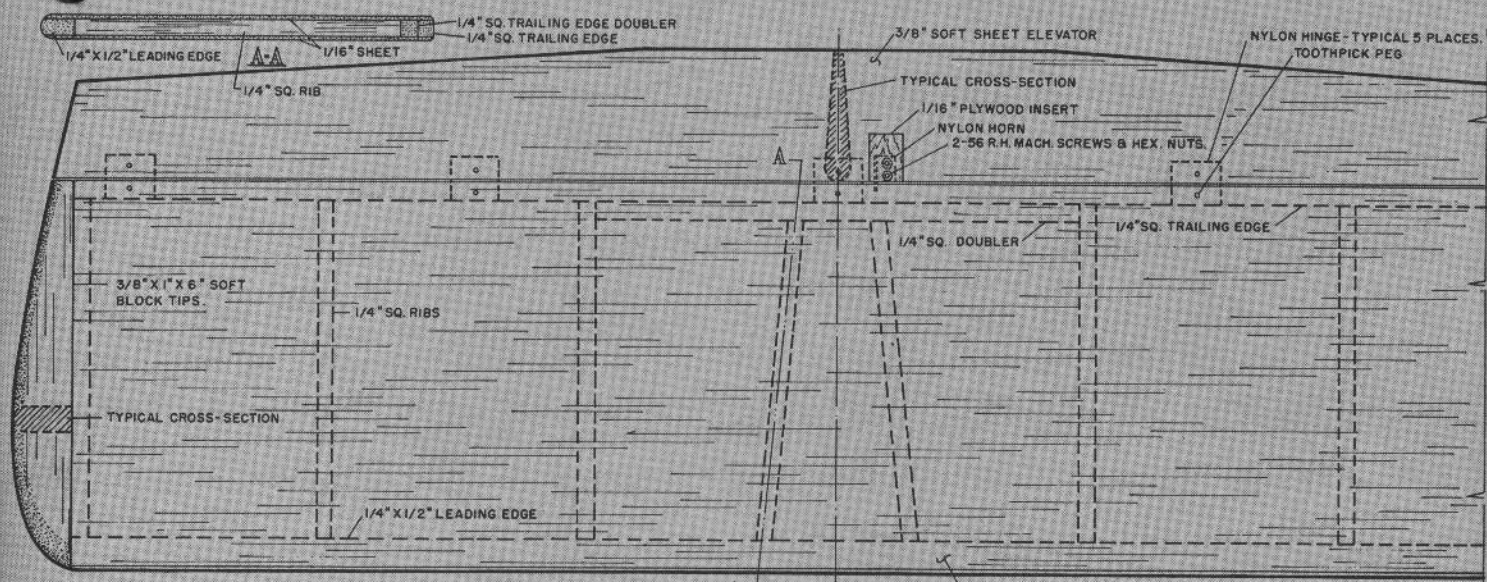 1/4" SQ. TRAILING EDGE DOUBLER
1/4" SQ. TRAILING EDGE
1/4" X 1/2" LEADING EDGE
A-A
1/16" SHEET
1/4" SQ. RIB
3/8" SOFT SHEET ELEVATOR
NYLON HINGE - TYPICAL 5 PLACES.
TOOTHPICK PEG
TYPICAL CROSS-SECTION
1/16" PLYWOOD INSERT
NYLON HORN
2-56 R.H. MACH. SCREWS & HEX. NUTS.
A
1/4" SQ. DOUBLER
1/4" SQ. TRAILING EDGE
3/8" X 1" X 6" SOFT
BLOCK TIPS.
1/4" SQ. RIBS
TYPICAL CROSS-SECTION
1/4" X 1/2" LEADING EDGE